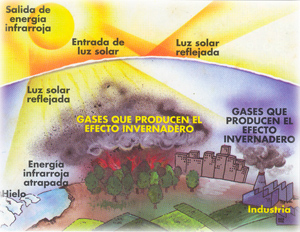 Salida de
energía
infrarroja
Entrada de
luz solar
Luz solar
reflejada
Luz solar
reflejada
GASES QUE PRODUCEN EL
EFECTO INVERNADERO
GASES QUE
PRODUCEN EL
EFECTO
INVERNADERO
Energía
infrarroja
atrapada
Hielo
Industria